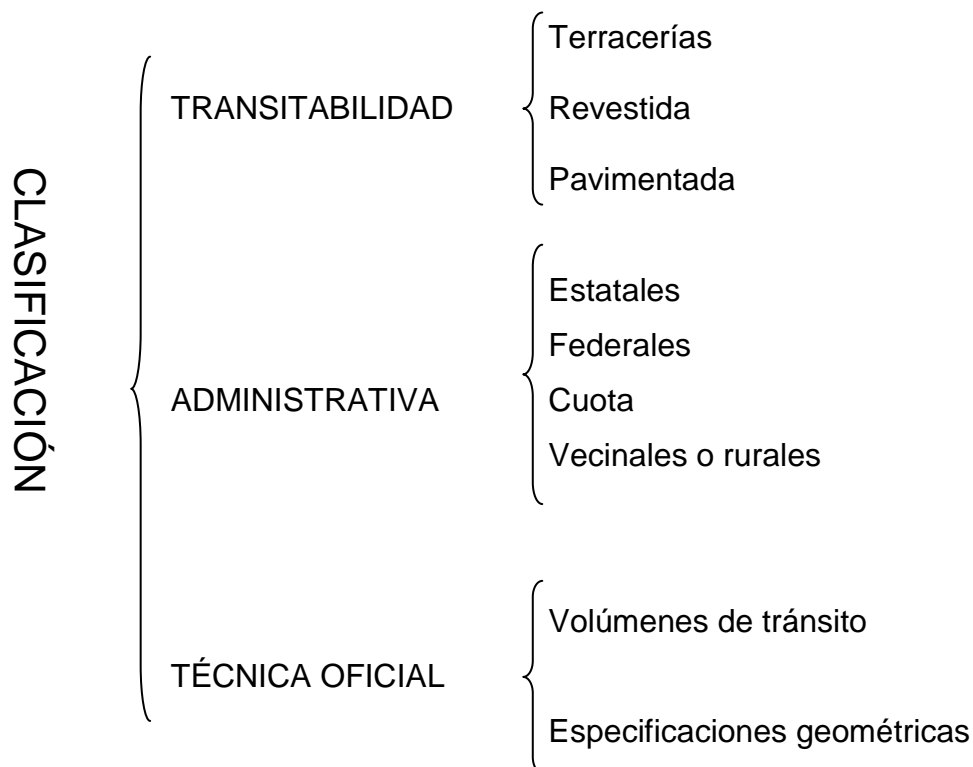 CLASIFICACIÓN
TRANSITABILIDAD
Terracerías
Revestida
Pavimentada
ADMINISTRATIVA
Estatales
Federales
Cuota
Vecinales o rurales
TÉCNICA OFICIAL
Volúmenes de tránsito
Especificaciones geométricas